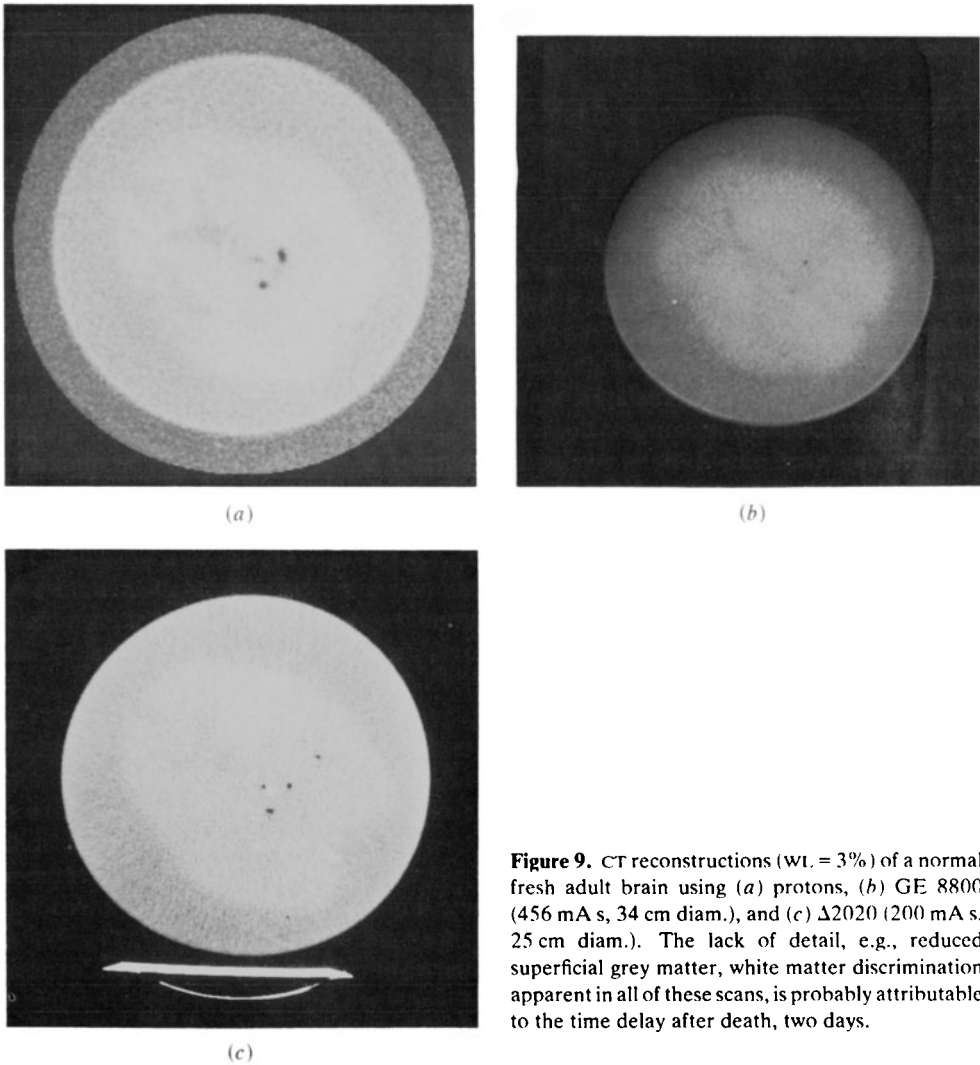 (a)
(b)
(c)
Figure 9. CT reconstructions (WL = 3%) of a normal
fresh adult brain using (a) protons, (b) GE 8800
(456 mA s, 34 cm diam.), and (c) Δ2020 (200 mA s,
25 cm diam.). The lack of detail, e.g., reduced
superficial grey matter, white matter discrimination
apparent in all of these scans, is probably attributable
to the time delay after death, two days.